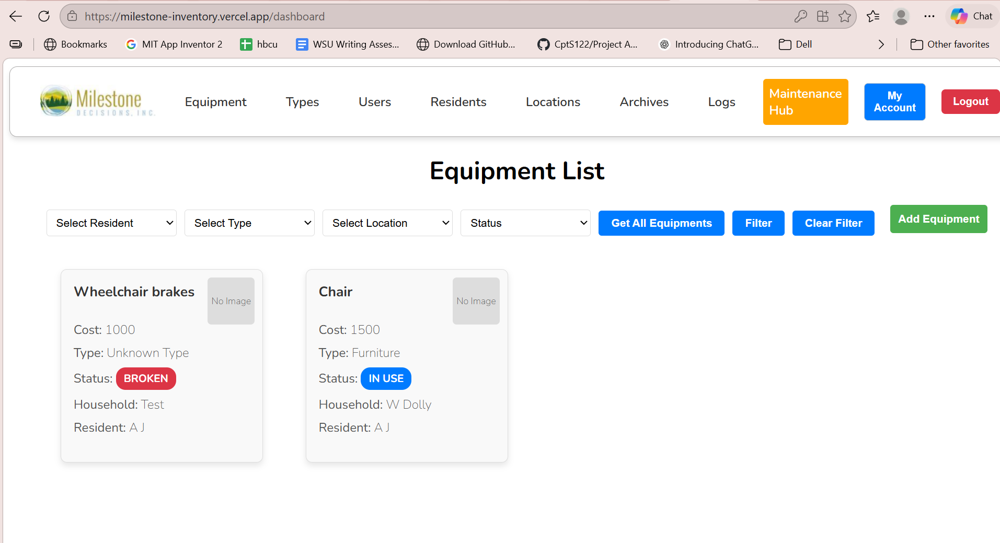 https://milestone-inventory.vercel.app/dashboard
Chat
Bookmarks
MIT App Inventor 2
hbcu
WSU Writing Asses...
Download GitHub...
CptS122/Project A...
Introducing ChatG...
Dell
Other favorites
Milestone
DECISIONS, INC.
Equipment
Types
Users
Residents
Locations
Archives
Logs
Maintenance
Hub
My
Account
Logout
Equipment List
Select Resident
Select Type
Select Location
Status
Get All Equipments
Filter
Clear Filter
Add Equipment
Wheelchair brakes
No Image
Cost: 1000
Type: Unknown Type
Status: BROKEN
Household: Test
Resident: A J
Chair
No Image
Cost: 1500
Type: Furniture
Status: IN USE
Household: W Dolly
Resident: A J